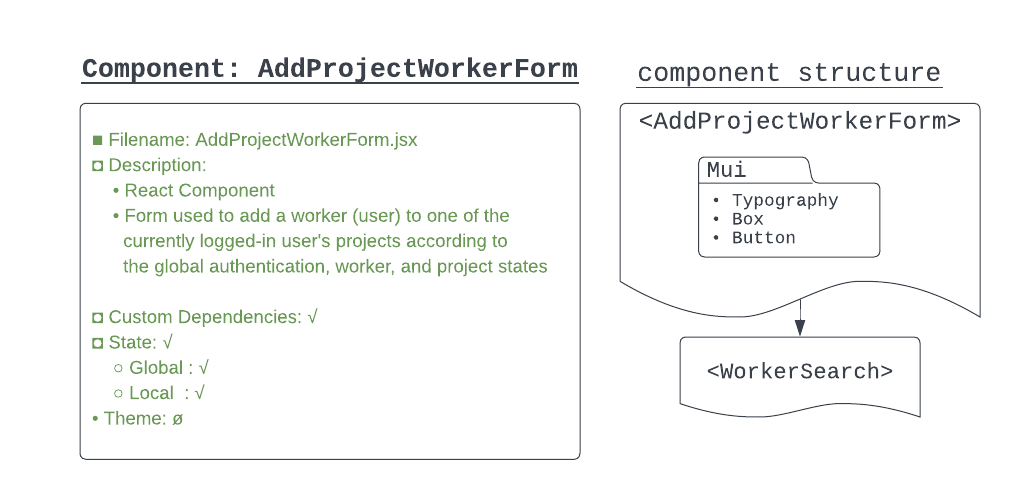 Component: AddProjectWorkerForm
■ Filename: AddProjectWorkerForm.jsx
◘ Description:
• React Component
• Form used to add a worker (user) to one of the
currently logged-in user's projects according to
the global authentication, worker, and project states
◘ Custom Dependencies: √
◘ State: √
○ Global : √
○ Local : √
• Theme: ø
component structure
<AddProjectWorkerForm>
Mui
• Typography
• Box
• Button
<WorkerSearch>